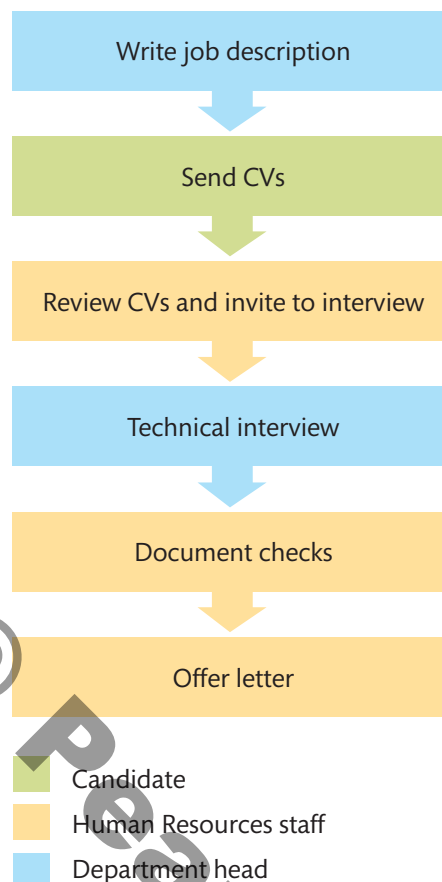 Write job description
Send CVs
Review CVs and invite to interview
Technical interview
Document checks
Offer letter
Candidate
Human Resources staff
Department head